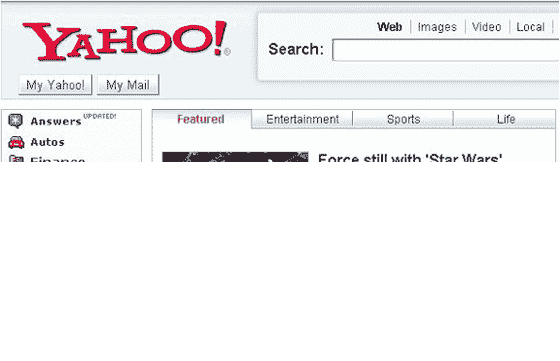 YAHOO!®
Web | Images | Video | Local |
Search:
My Yahoo! My Mail
Answers UPDATED!
Autos
Finance
Featured Entertainment Sports Life
Force still with 'Star Wars'